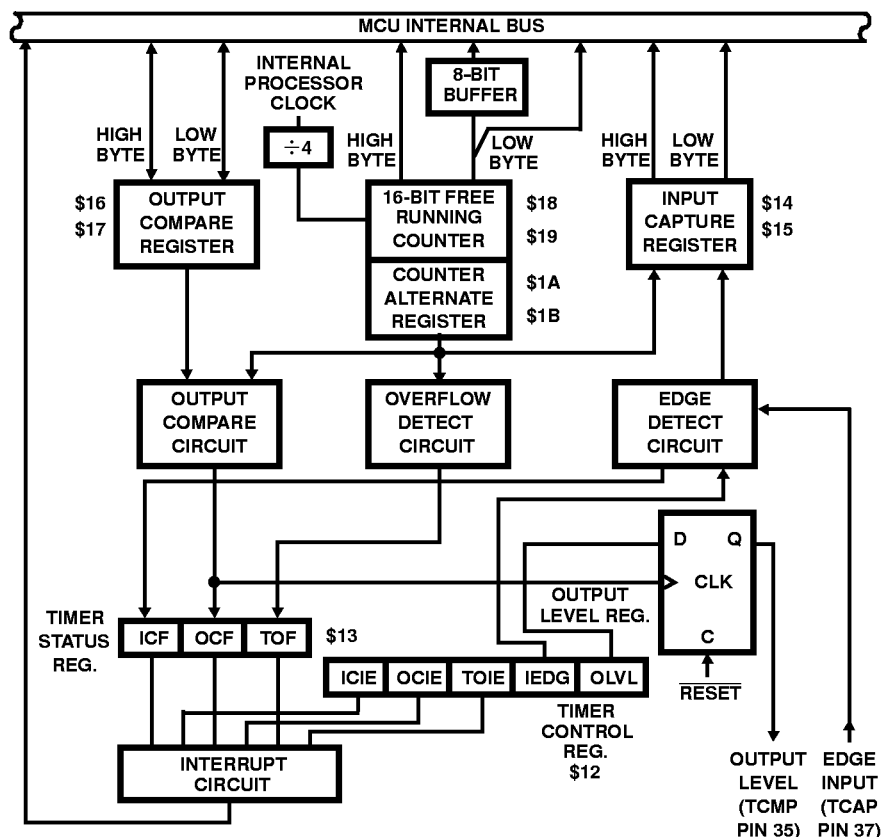 MCU INTERNAL BUS
INTERNAL
PROCESSOR
CLOCK
8-BIT
BUFFER
HIGH
BYTE
LOW
BYTE
÷4
HIGH
BYTE
LOW
BYTE
HIGH
BYTE
LOW
BYTE
$16
$17
OUTPUT
COMPARE
REGISTER
16-BIT FREE
RUNNING
COUNTER
$18
$19
COUNTER
ALTERNATE
REGISTER
$1A
$1B
INPUT
CAPTURE
REGISTER
$14
$15
OUTPUT
COMPARE
CIRCUIT
OVERFLOW
DETECT
CIRCUIT
EDGE
DETECT
CIRCUIT
D Q
CLK
C
RESET
OUTPUT
LEVEL REG.
TIMER
STATUS
REG.
ICF OCF TOF
$13
ICIE OCIE TOIE IEDG OLVL
TIMER
CONTROL
REG.
$12
INTERRUPT
CIRCUIT
OUTPUT
LEVEL
(TCMP
PIN 35)
EDGE
INPUT
(TCAP
PIN 37)